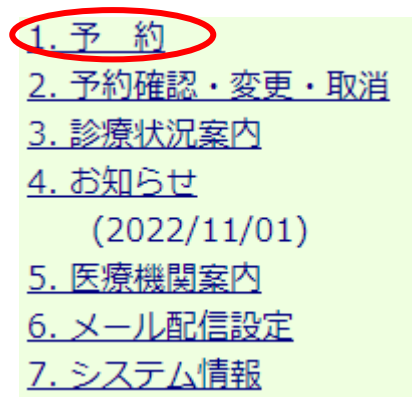 1. 予　約
2. 予約確認・変更・取消
3. 診療状況案内
4. お知らせ
(2022/11/01)
5. 医療機関案内
6. メール配信設定
7. システム情報